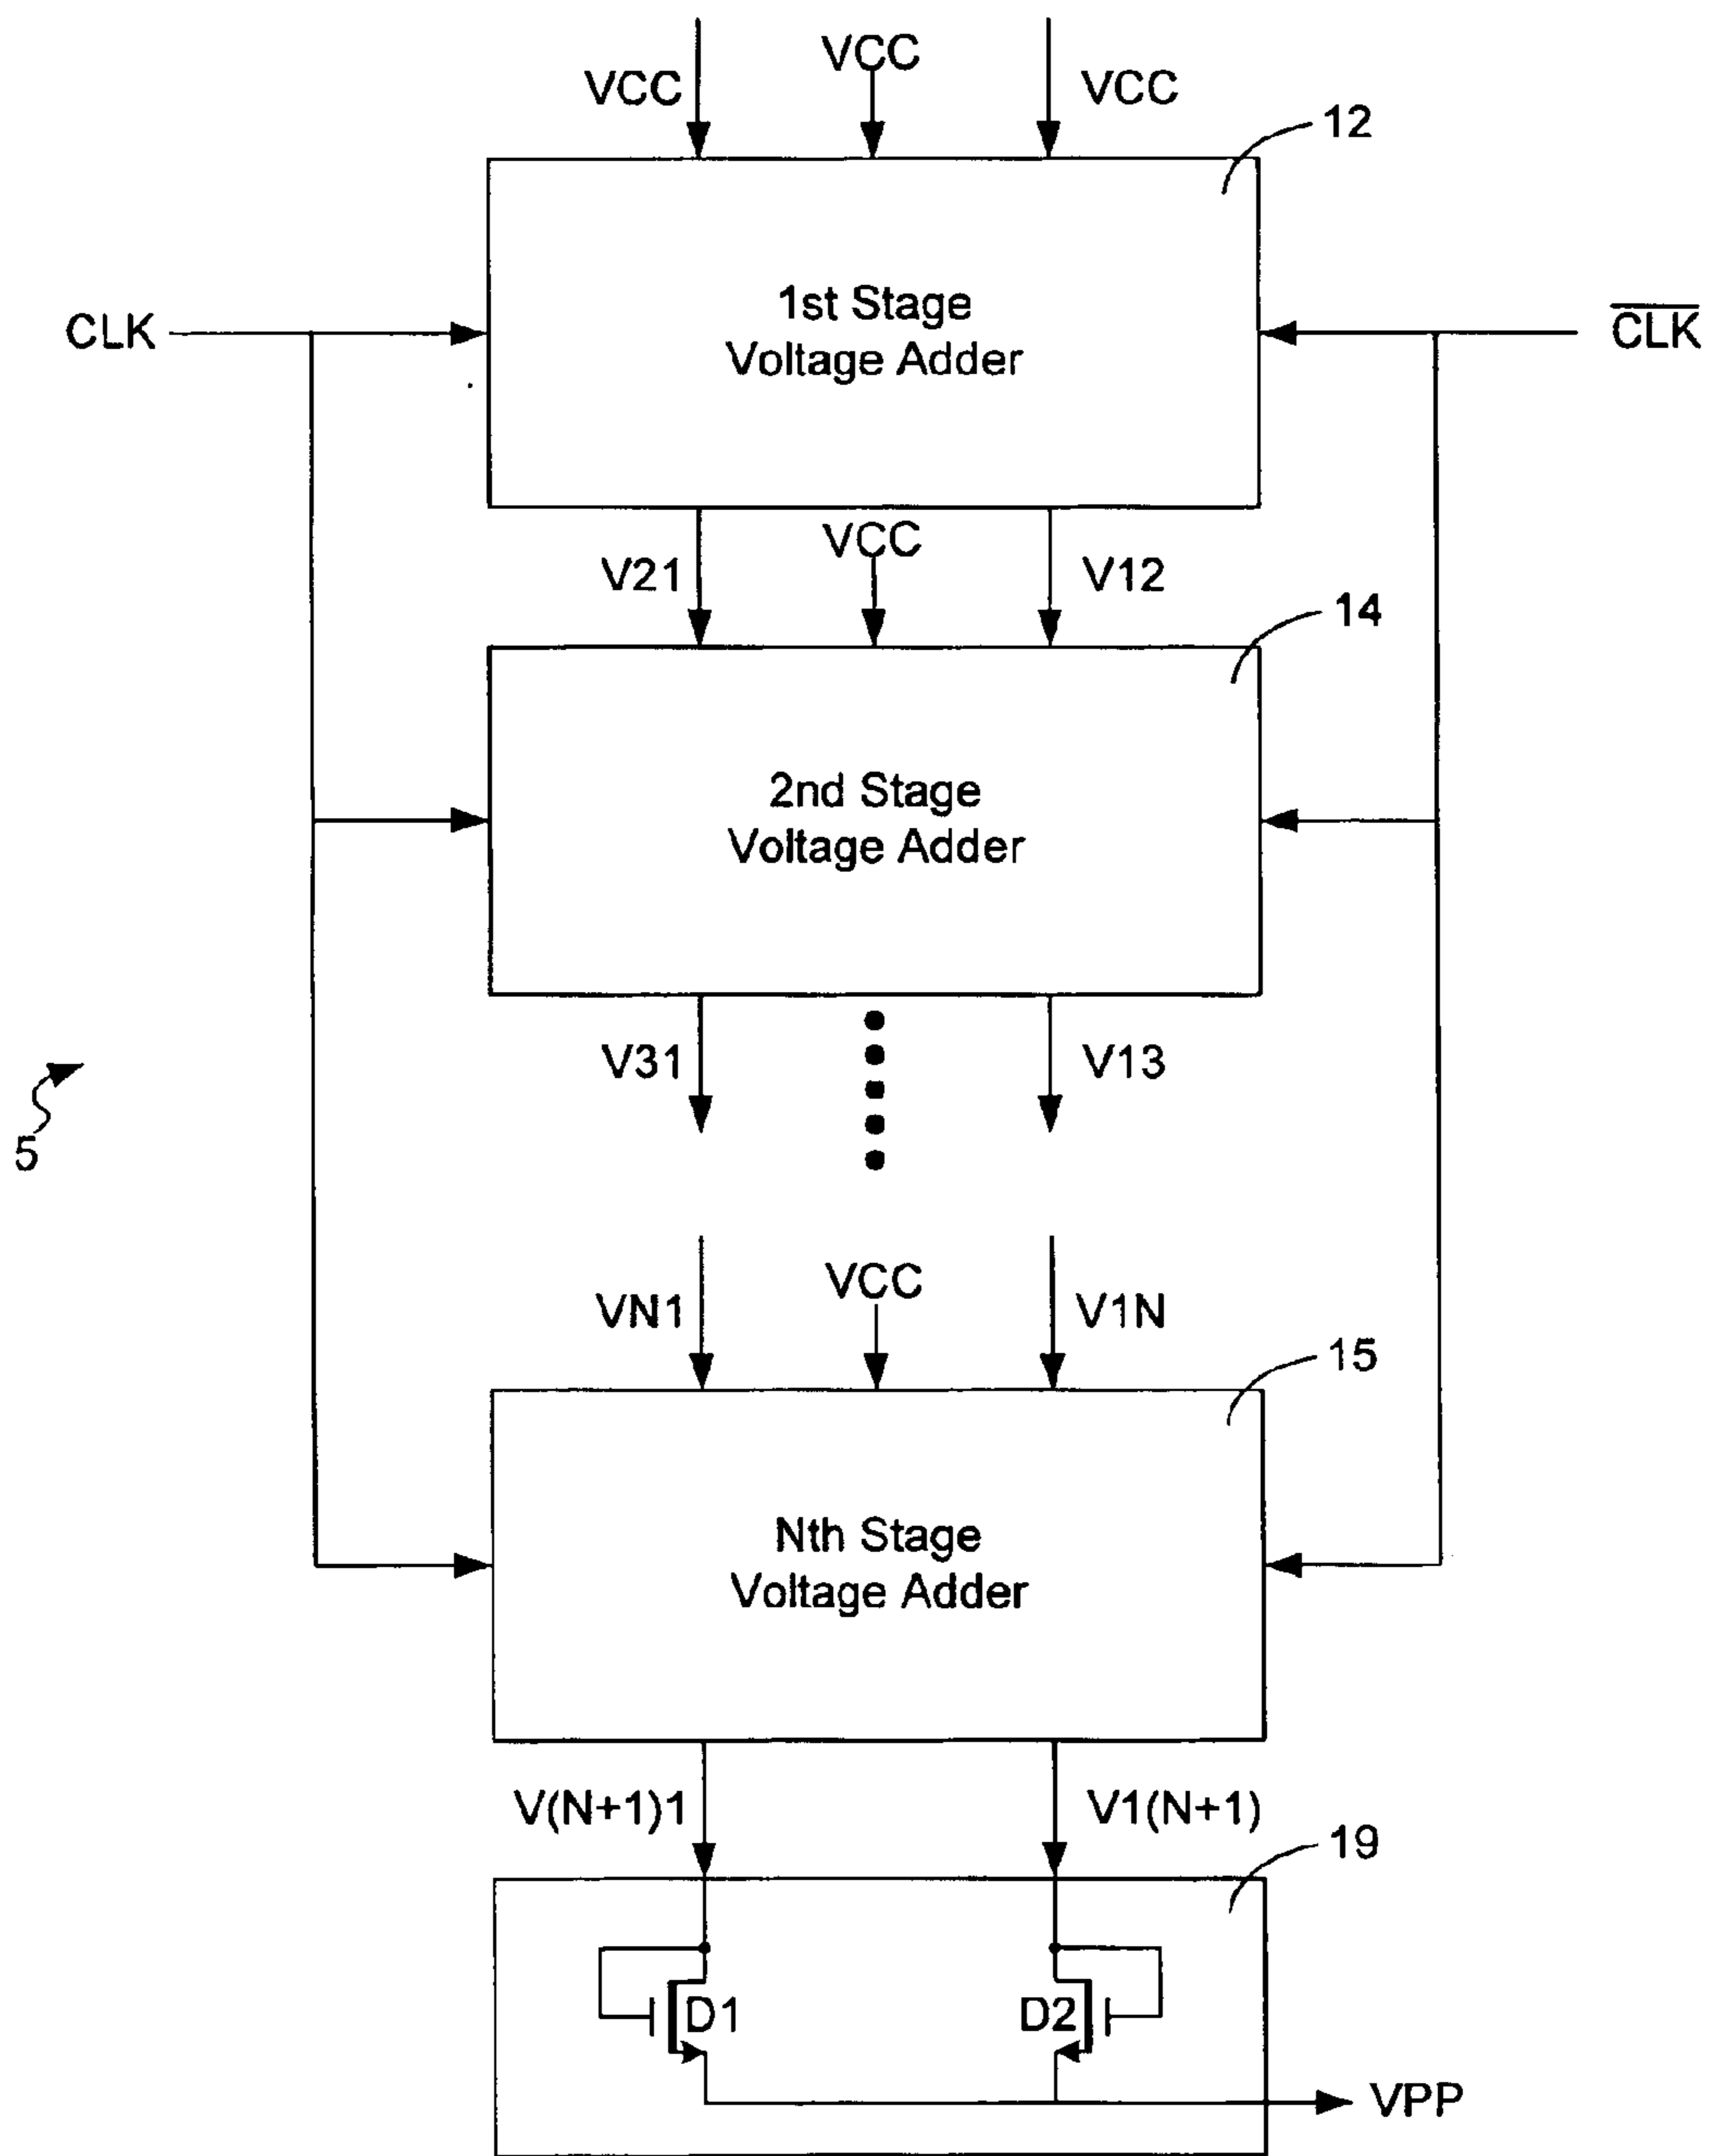 VCC
VCC
VCC
12
1st Stage
Voltage Adder
CLK
C̅L̅K̅
V21
VCC
V12
14
2nd Stage
Voltage Adder
V31
V13
5
VN1
VCC
V1N
15
Nth Stage
Voltage Adder
V(N+1)1
V1(N+1)
19
D1
D2
VPP